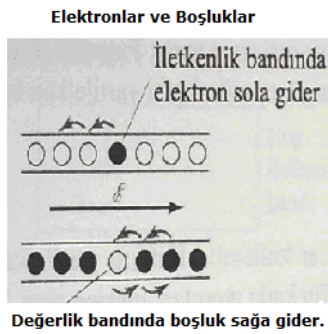 Elektronlar ve Boşluklar
İletkenlik bandında
elektron sola gider
ℰ
Değerlik bandında boşluk sağa gider.